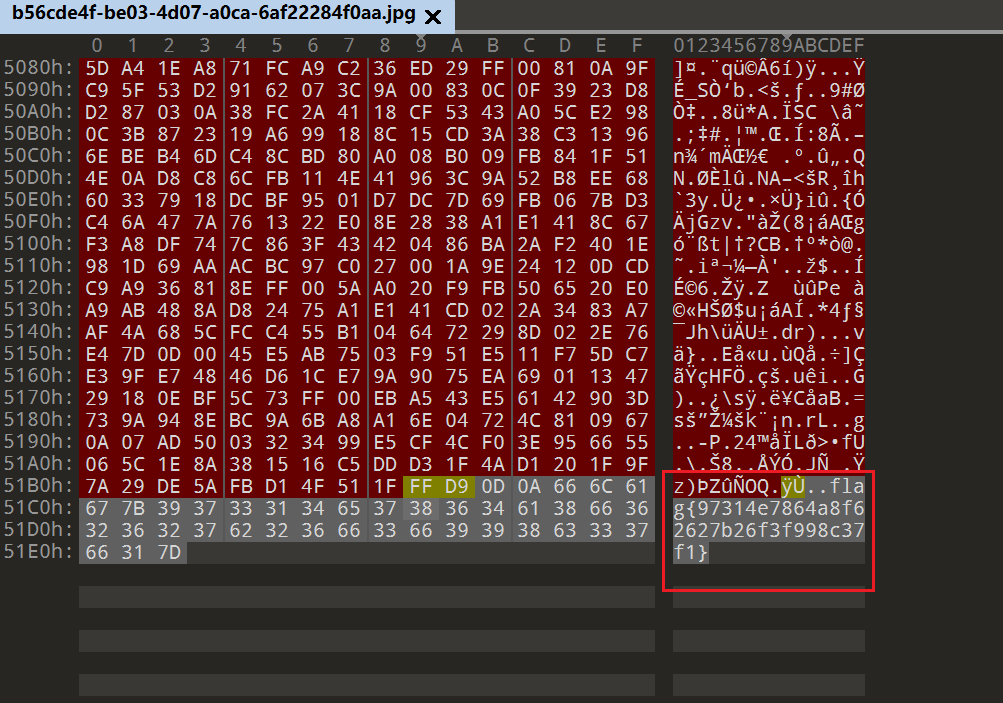 b56cde4f-be03-4d07-a0ca-6af22284f0aa.jpg ×
0 1 2 3 4 5 6 7 8 9 A B C D E F 0123456789ABCDEF
5080h: 5D A4 1E A8 71 FC A9 C2 36 ED 29 FF 00 81 0A 9F ]¤.¨qü©Â6í)ÿ...Ÿ
5090h: C9 5F 53 D2 91 62 07 3C 9A 00 83 0C 0F 39 23 D8 É_SÒ‘b.<š.ƒ..9#Ø
50A0h: D2 87 03 0A 38 FC 2A 41 18 CF 53 43 A0 5C E2 98 Ò‡..8ü*A.ÏSC \â˜
50B0h: 0C 3B 87 23 19 A6 99 18 8C 15 CD 3A 38 C3 13 96 .;‡#.¦™.Œ.Í:8Ã.–
50C0h: 6E BE B4 6D C4 8C BD 80 A0 08 B0 09 FB 84 1F 51 n¾´mÄŒ½€ .°.û„.Q
50D0h: 4E 0A D8 C8 6C FB 11 4E 41 96 3C 9A 52 B8 EE 68 N.ØÈlû.NA–<šR¸îh
50E0h: 60 33 79 18 DC BF 95 01 D7 DC 7D 69 FB 06 7B D3 `3y.Ü¿•.×Ü}iû.{Ó
50F0h: C4 6A 47 7A 76 13 22 E0 8E 28 38 A1 E1 41 8C 67 ÄjGzv."àŽ(8¡áAŒg
5100h: F3 A8 DF 74 7C 86 3F 43 42 04 86 BA 2A F2 40 1E ó¨ßt|†?CB.†º*ò@.
5110h: 98 1D 69 AA AC BC 97 C0 27 00 1A 9E 24 12 0D CD ˜.iª¬¼—À'..ž$..Í
5120h: C9 A9 36 81 8E FF 00 5A A0 20 F9 FB 50 65 20 E0 É©6.Žÿ.Z  ùûPe à
5130h: A9 AB 48 8A D8 24 75 A1 E1 41 CD 02 2A 34 83 A7 ©«HŠØ$u¡áAÍ.*4ƒ§
5140h: AF 4A 68 5C FC C4 55 B1 04 64 72 29 8D 02 2E 76 ¯Jh\üÄU±.dr)...v
5150h: E4 7D 0D 00 45 E5 AB 75 03 F9 51 E5 11 F7 5D C7 ä}..Eå«u.ùQå.÷]Ç
5160h: E3 9F E7 48 46 D6 1C E7 9A 90 75 EA 69 01 13 47 ãŸçHFÖ.çš.uêi..G
5170h: 29 18 0E BF 5C 73 FF 00 EB A5 43 E5 61 42 90 3D )..¿\sÿ.ë¥CåaB.=
5180h: 73 9A 94 8E BC 9A 6B A8 A1 6E 04 72 4C 81 09 67 sš”Ž¼šk¨¡n.rL..g
5190h: 0A 07 AD 50 03 32 34 99 E5 CF 4C F0 3E 95 66 55 ..-P.24™åÏLð>•fU
51A0h: 06 5C 1E 8A 38 15 16 C5 DD D3 1F 4A D1 20 1F 9F .\.Š8..ÅÝÓ.JÑ .Ÿ
51B0h: 7A 29 DE 5A FB D1 4F 51 1F FF D9 0D 0A 66 6C 61 z)ÞZûÑOQ.ÿÙ..fla
51C0h: 67 7B 39 37 33 31 34 65 37 38 36 34 61 38 66 36 g{97314e7864a8f6
51D0h: 32 36 32 37 62 32 36 66 33 66 39 39 38 63 33 37 2627b26f3f998c37
51E0h: 66 31 7D f1}